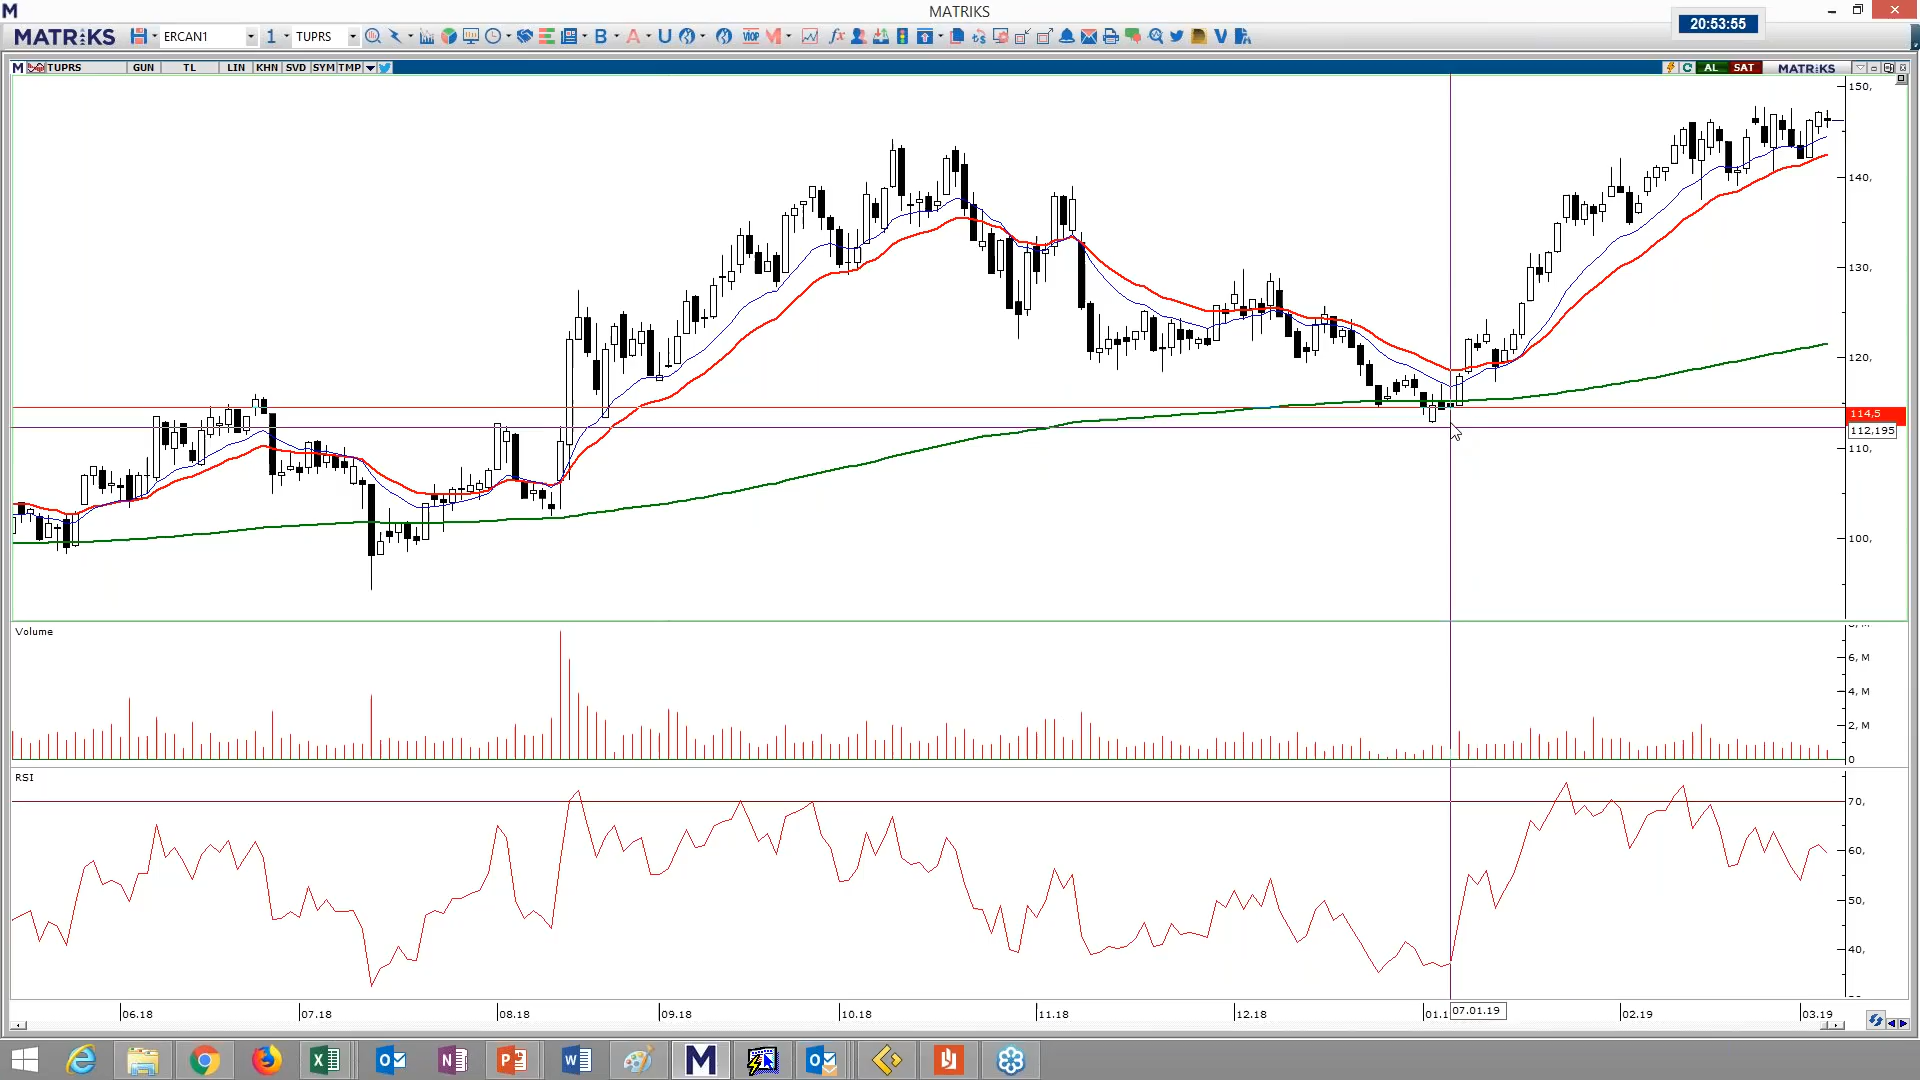 MATRIKS
20:53:55
MATRIKS ERCAN1 1 TUPRS B A U VIOP M fx V
M TUPRS GUN TL LIN KHN SVD SYM TMP AL SAT MATRIKS
150,
140,
130,
120,
114,5
112,195
110,
100,
Volume
6, M
4, M
2, M
0
RSI
70,
60,
50,
40,
06.18 07.18 08.18 09.18 10.18 11.18 12.18 01.1 07.01.19 02.19 03.19